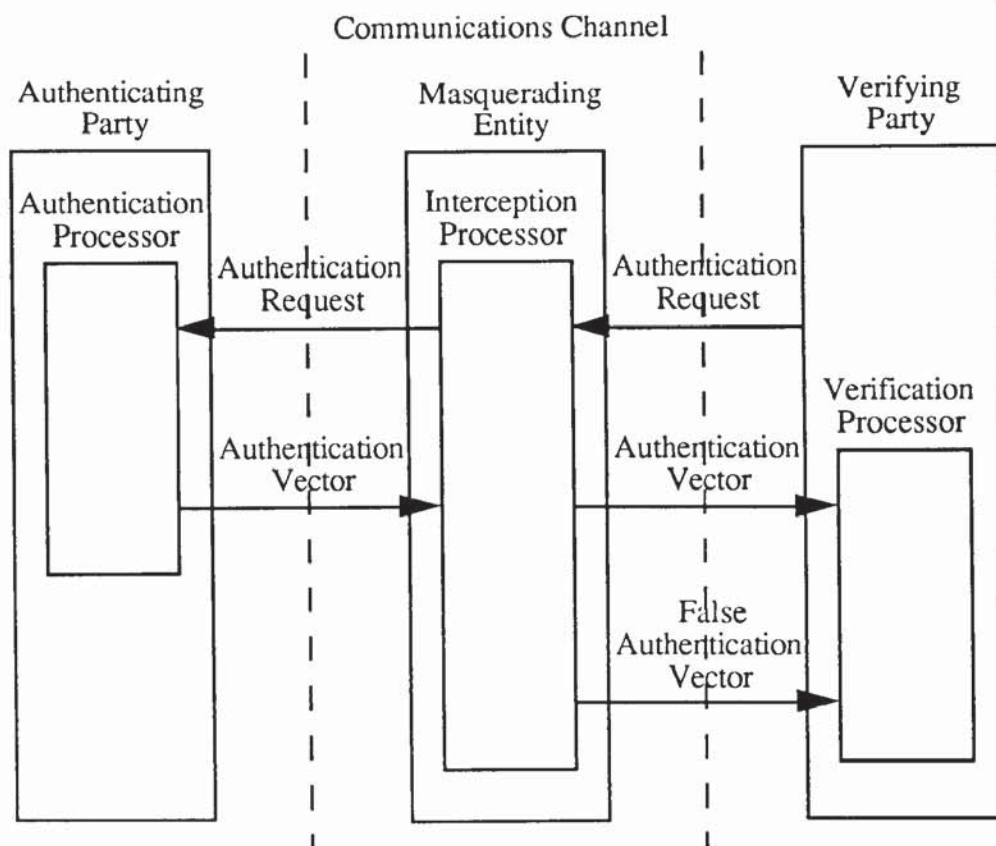 Communications Channel
Authenticating
Party
Masquerading
Entity
Verifying
Party
Authentication
Processor
Interception
Processor
Authentication
Request
Authentication
Request
Verification
Processor
Authentication
Vector
Authentication
Vector
False
Authentication
Vector